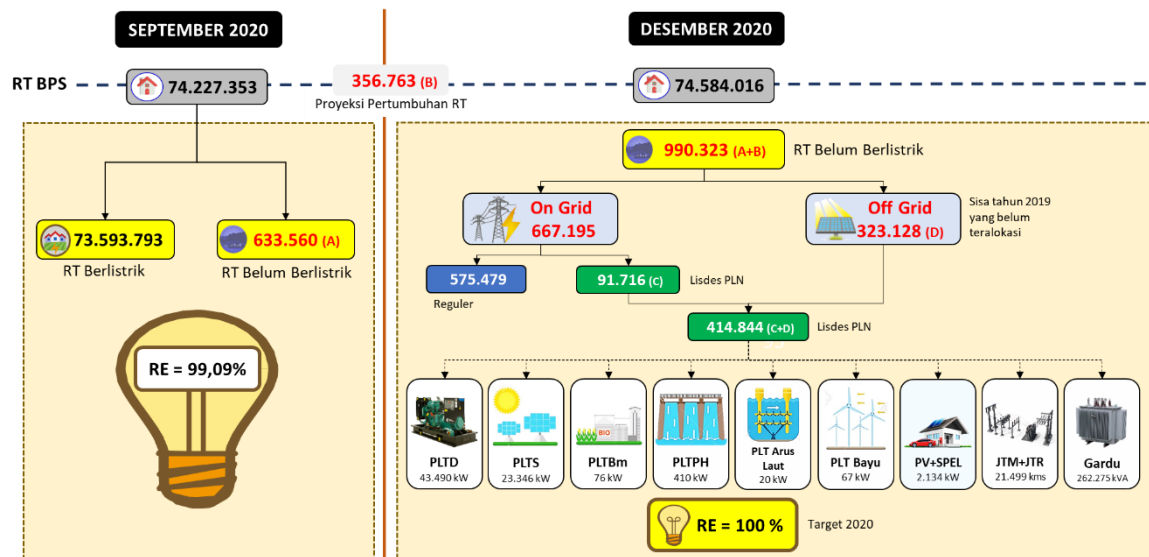 SEPTEMBER 2020
DESEMBER 2020
RT BPS
74.227.353
356.763 (B)
Proyeksi Pertumbuhan RT
74.584.016
73.593.793
RT Berlistrik
633.560 (A)
RT Belum Berlistrik
RE = 99,09%
990.323 (A+B)
RT Belum Berlistrik
On Grid
667.195
Off Grid
323.128 (D)
Sisa tahun 2019
yang belum
teralokasi
575.479
Reguler
91.716 (C)
Lisdes PLN
414.844 (C+D)
Lisdes PLN
PLTD
43.490 kW
PLTS
23.346 kW
BIO
PLTBm
76 kW
PLTPH
410 kW
PLT Arus
Laut
20 kW
PLT Bayu
67 kW
PV+SPEL
2.134 kW
JTM+JTR
21.499 kms
Gardu
262.275 kVA
RE = 100 %
Target 2020